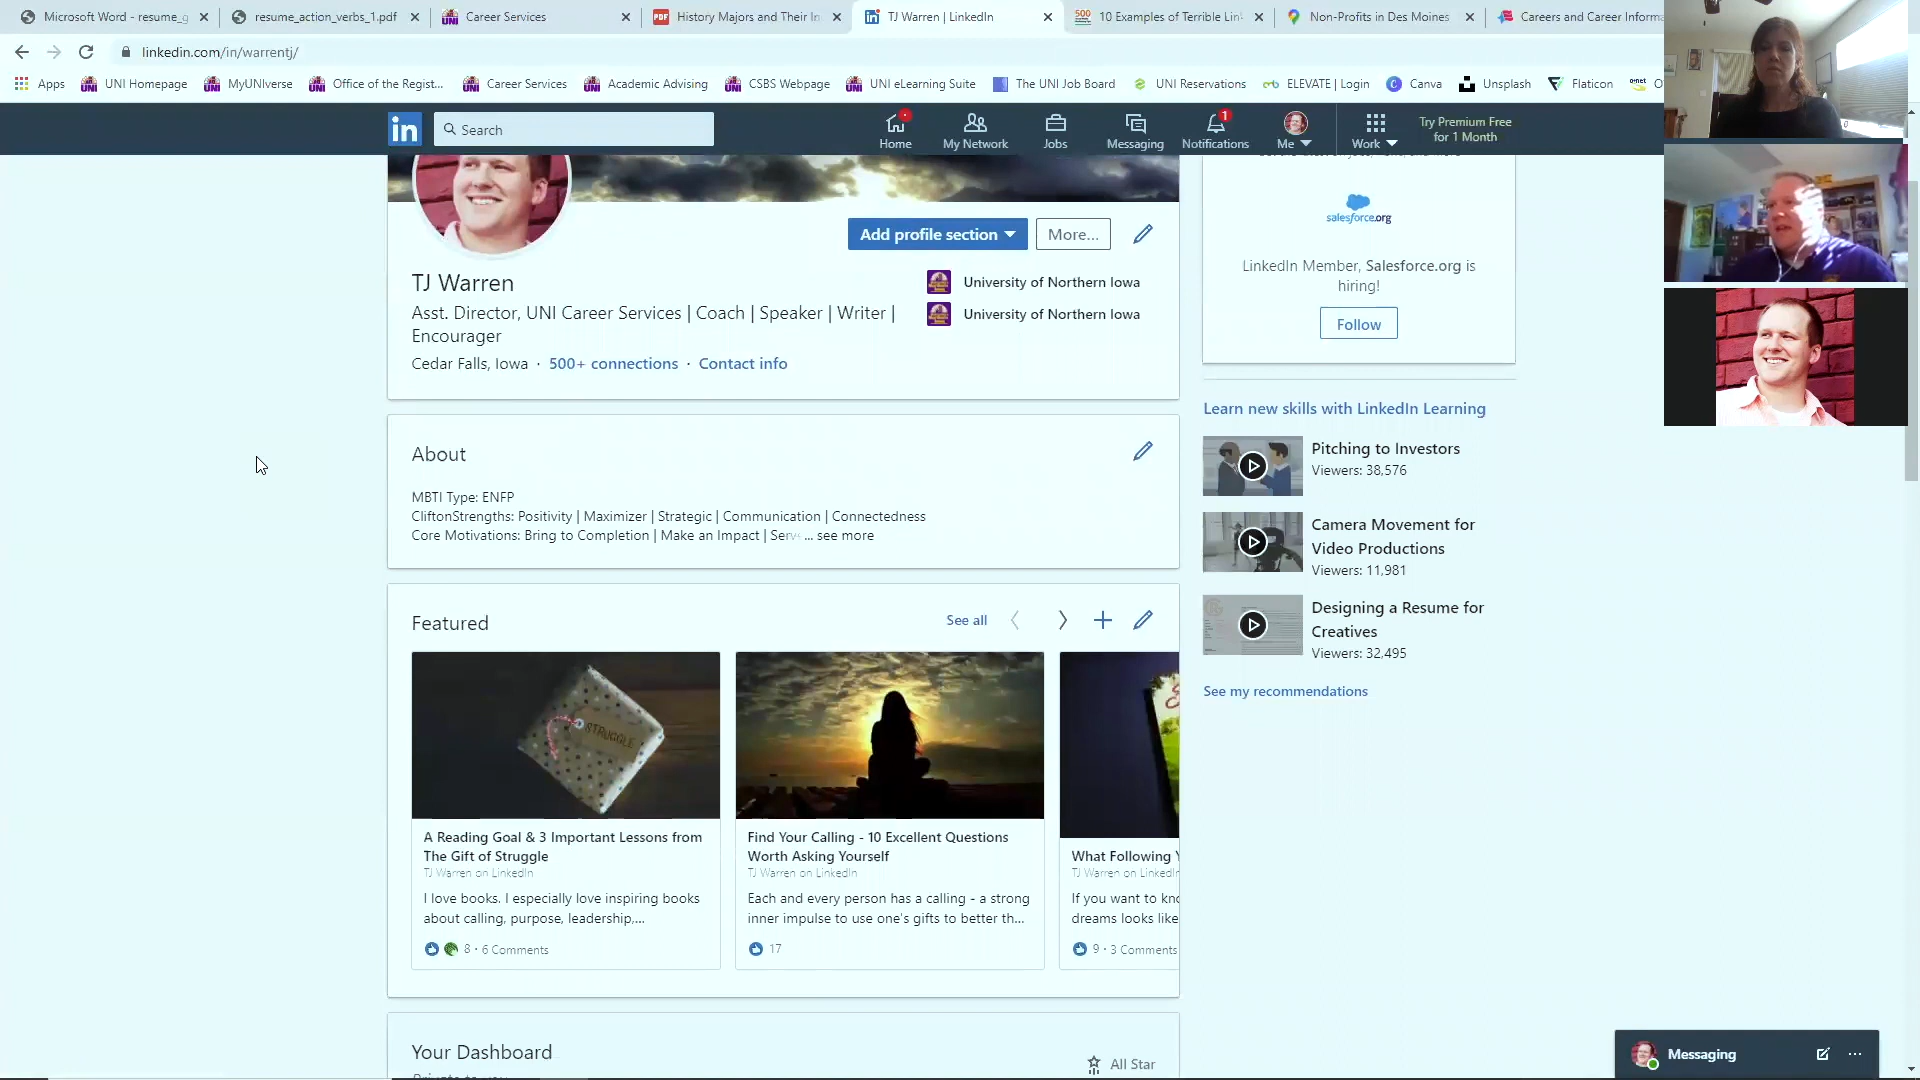 Microsoft Word - resume_g
resume_action_verbs_1.pdf
Career Services
History Majors and Their In
TJ Warren | LinkedIn
10 Examples of Terrible Lin
Non-Profits in Des Moines
Careers and Career Informa
linkedin.com/in/warrentj/
Apps
UNI Homepage
MyUNIverse
Office of the Regist...
Career Services
Academic Advising
CSBS Webpage
UNI eLearning Suite
The UNI Job Board
UNI Reservations
ELEVATE | Login
Canva
Unsplash
Flaticon
in
Search
Home
My Network
Jobs
Messaging
1
Notifications
Me
Work
Try Premium Free
for 1 Month
Add profile section
More...
TJ Warren
Asst. Director, UNI Career Services | Coach | Speaker | Writer |
Encourager
Cedar Falls, Iowa · 500+ connections · Contact info
University of Northern Iowa
University of Northern Iowa
About
MBTI Type: ENFP
CliftonStrengths: Positivity | Maximizer | Strategic | Communication | Connectedness
Core Motivations: Bring to Completion | Make an Impact | Serv ... see more
Featured
See all
STRUGGLE
A Reading Goal & 3 Important Lessons from
The Gift of Struggle
TJ Warren on LinkedIn
I love books. I especially love inspiring books
about calling, purpose, leadership,...
8 · 6 Comments
Find Your Calling - 10 Excellent Questions
Worth Asking Yourself
TJ Warren on LinkedIn
Each and every person has a calling - a strong
inner impulse to use one's gifts to better th...
17
What Following Y
TJ Warren on LinkedIn
If you want to kno
dreams looks like
9 · 3 Comments
Your Dashboard
All Star
salesforce.org
LinkedIn Member, Salesforce.org is
hiring!
Follow
Learn new skills with LinkedIn Learning
Pitching to Investors
Viewers: 38,576
Camera Movement for
Video Productions
Viewers: 11,981
Designing a Resume for
Creatives
Viewers: 32,495
See my recommendations
Messaging